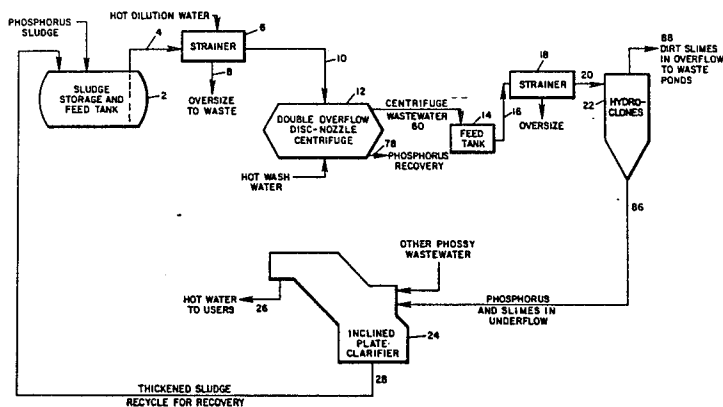 PHOSPHORUS
SLUDGE
4
SLUDGE
STORAGE AND
FEED TANK
2
HOT DILUTION WATER
6
STRAINER
8
OVERSIZE
TO WASTE
10
12
DOUBLE OVERFLOW
DISC-NOZZLE
CENTRIFUGE
HOT WASH
WATER
CENTRIFUGE
WASTEWATER
60
78
PHOSPHORUS
RECOVERY
14
FEED
TANK
16
18
STRAINER
OVERSIZE
20
22
HYDRO-
CLONES
88
DIRT SLIMES
IN OVERFLOW
TO WASTE
PONDS
86
OTHER PHOSSY
WASTEWATER
PHOSPHORUS
AND SLIMES IN
UNDERFLOW
HOT WATER
TO USERS
26
INCLINED
PLATE-
CLARIFIER
24
28
THICKENED SLUDGE
RECYCLE FOR RECOVERY